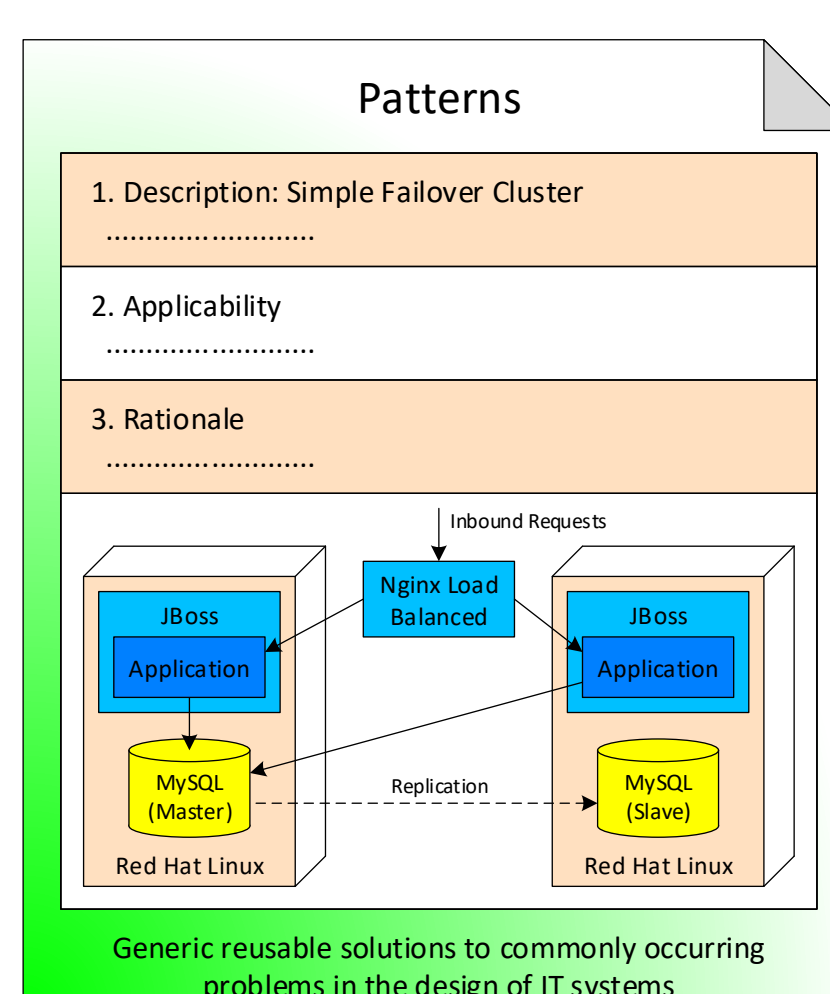 Patterns
1. Description: Simple Failover Cluster
..........................
2. Applicability
..........................
3. Rationale
..........................
Inbound Requests
Nginx Load
Balanced
JBoss
Application
MySQL
(Master)
Red Hat Linux
Replication
JBoss
Application
MySQL
(Slave)
Red Hat Linux
Generic reusable solutions to commonly occurring
problems in the design of IT systems